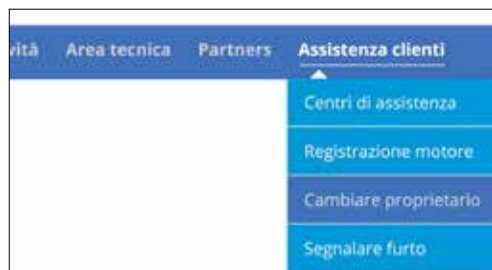 vità Area tecnica Partners Assistenza clienti
Centri di assistenza
Registrazione motore
Cambiare proprietario
Segnalare furto